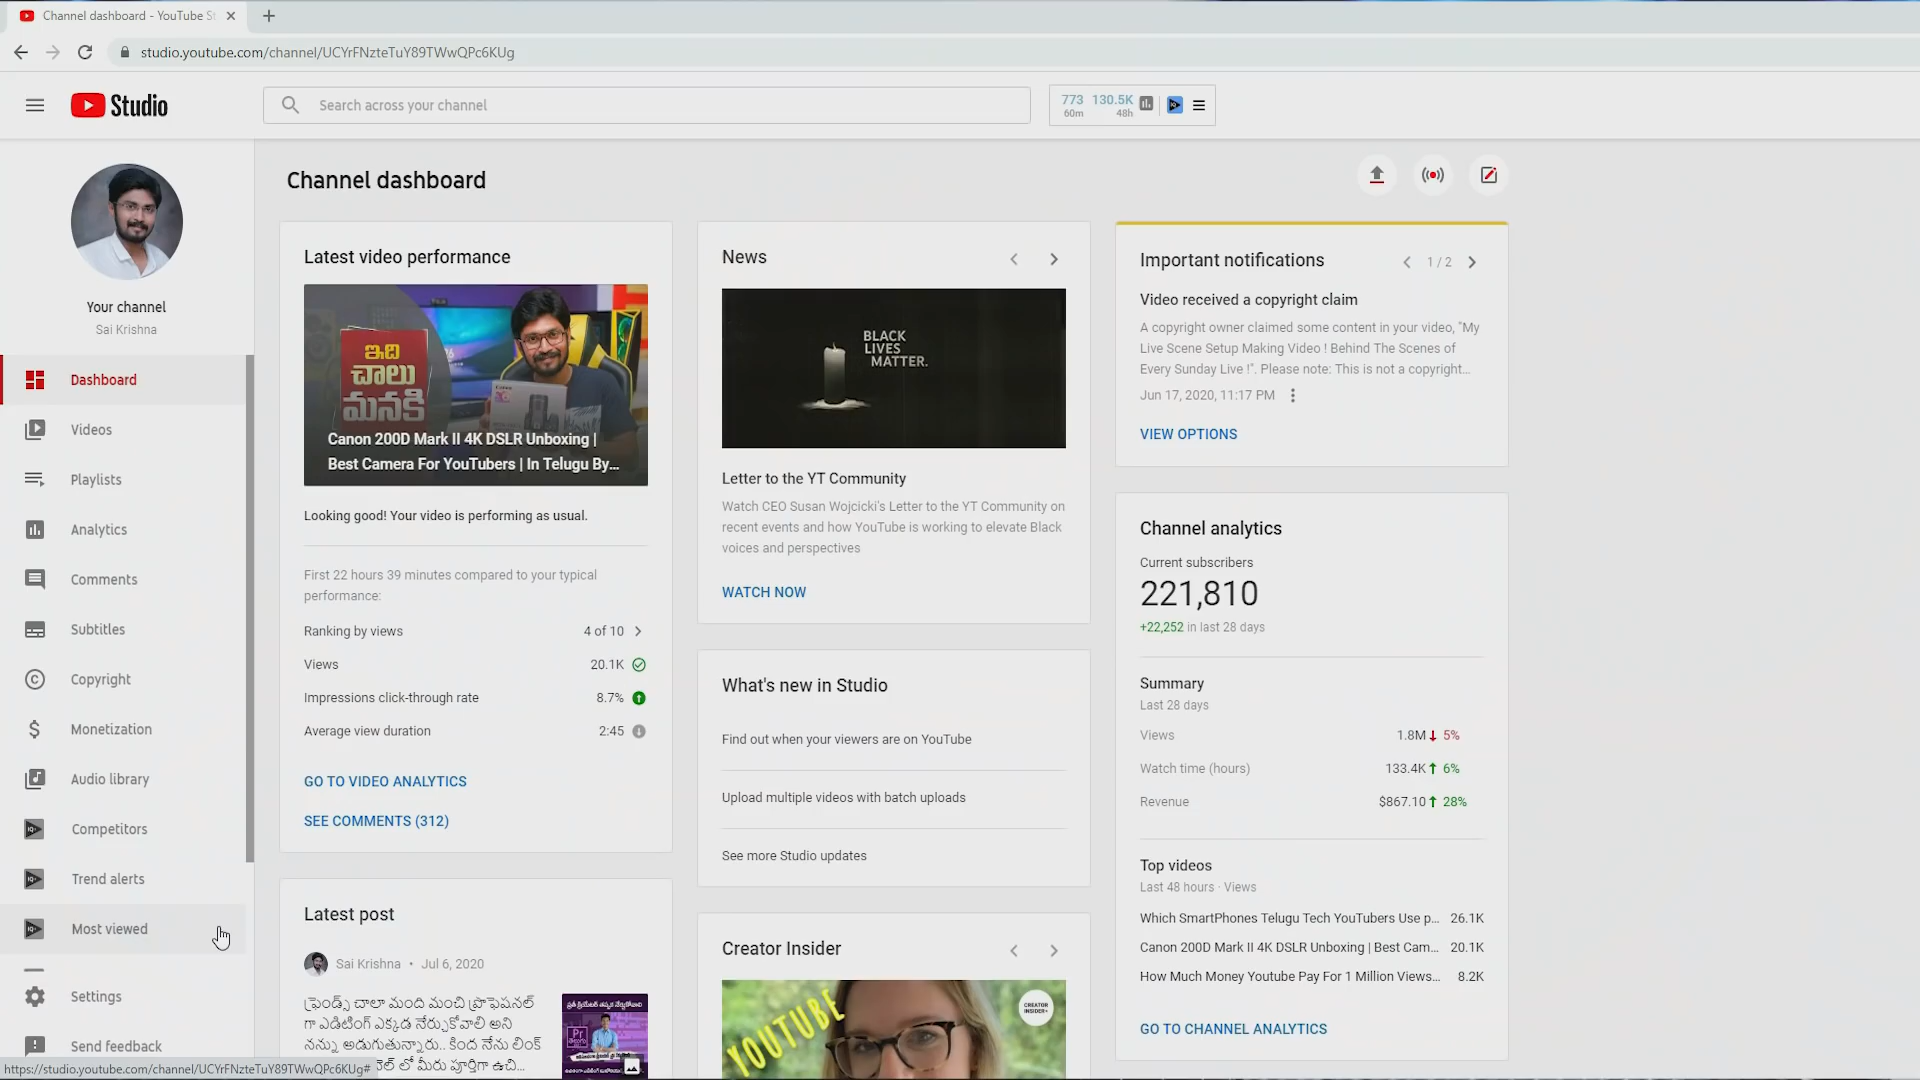 Channel dashboard - YouTube St
studio.youtube.com/channel/UCYrFNzteTuY89TWwQPc6KUg
Studio
Search across your channel
773 130.5K
60m 48h
Your channel
Sai Krishna
Dashboard
Videos
Playlists
Analytics
Comments
Subtitles
Copyright
Monetization
Audio library
Competitors
Trend alerts
Most viewed
Settings
Send feedback
https://studio.youtube.com/channel/UCYrFNzteTuY89TWwQPc6KUg#
Channel dashboard
Latest video performance
ఇది
చాలు
మనకి
Canon 200D Mark II 4K DSLR Unboxing |
Best Camera For YouTubers | In Telugu By...
Looking good! Your video is performing as usual.
First 22 hours 39 minutes compared to your typical
performance:
Ranking by views 4 of 10
Views 20.1K
Impressions click-through rate 8.7%
Average view duration 2:45
GO TO VIDEO ANALYTICS
SEE COMMENTS (312)
Latest post
Sai Krishna • Jul 6, 2020
ఫ్రెండ్స్ చాలా మంది మంచి ప్రొఫెషనల్
గా ఎడిటింగ్ ఎక్కడ నేర్చుకోవాలి అని
నన్ను అడుగుతున్నారు.. కింద నేను లింక్
నెల్ లో మీరు పూర్తిగా ఉచి...
Pr
News
BLACK
LIVES
MATTER.
Letter to the YT Community
Watch CEO Susan Wojcicki's Letter to the YT Community on
recent events and how YouTube is working to elevate Black
voices and perspectives
WATCH NOW
What's new in Studio
Find out when your viewers are on YouTube
Upload multiple videos with batch uploads
See more Studio updates
Creator Insider
YOUTUBE
CREATOR
INSIDER
Important notifications
1 / 2
Video received a copyright claim
A copyright owner claimed some content in your video, "My
Live Scene Setup Making Video ! Behind The Scenes of
Every Sunday Live !". Please note: This is not a copyright...
Jun 17, 2020, 11:17 PM
VIEW OPTIONS
Channel analytics
Current subscribers
221,810
+22,252 in last 28 days
Summary
Last 28 days
Views 1.8M 5%
Watch time (hours) 133.4K 6%
Revenue $867.10 28%
Top videos
Last 48 hours · Views
Which SmartPhones Telugu Tech YouTubers Use p... 26.1K
Canon 200D Mark II 4K DSLR Unboxing | Best Cam... 20.1K
How Much Money Youtube Pay For 1 Million Views... 8.2K
GO TO CHANNEL ANALYTICS